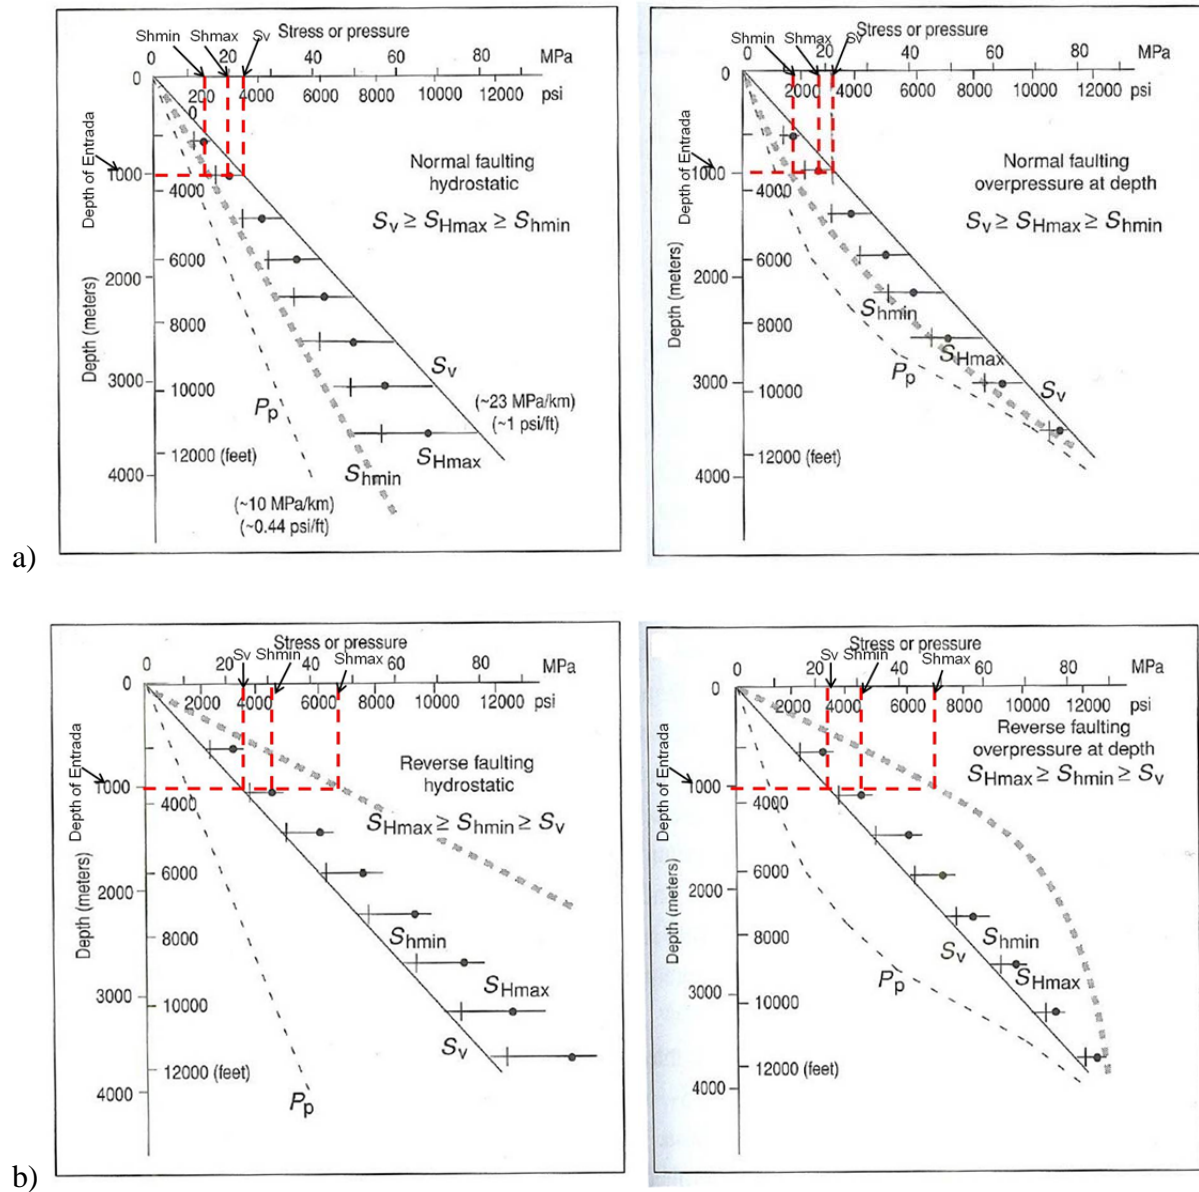 Stress or pressure
Shmin Shmax Sv
0 20 40 60 80 MPa
0
200 4000 6000 8000 10000 12000 psi
0
Depth of Entrada
Normal faulting
hydrostatic
1000
4000
Sv ≥ SHmax ≥ Shmin
6000
2000
Depth (meters)
8000
Sv
3000
10000
Pp
(~23 MPa/km)
(~1 psi/ft)
12000 (feet)
SHmax
4000
Shmin
(~10 MPa/km)
(~0.44 psi/ft)
a)
Stress or pressure
Shmin Shmax Sv
0 20 40 60 80 MPa
0
2000 4000 6000 8000 10000 12000 psi
Depth of Entrada
Normal faulting
overpressure at depth
1000
4000
Sv ≥ SHmax ≥ Shmin
6000
2000
Depth (meters)
Shmin
8000
SHmax
Pp
3000
10000
Sv
12000 (feet)
4000
Stress or pressure
Sv Shmin Shmax
0 20 40 60 80 MPa
0
2000 4000 6000 8000 10000 12000 psi
Depth of Entrada
Reverse faulting
hydrostatic
1000
4000
SHmax ≥ Shmin ≥ Sv
6000
2000
Depth (meters)
8000
Shmin
SHmax
3000
10000
Sv
12000 (feet)
4000
Pp
b)
Stress or pressure
Sv Shmin Shmax
0 20 40 60 80 MPa
0
2000 4000 6000 8000 10000 12000 psi
Depth of Entrada
Reverse faulting
overpressure at depth
SHmax ≥ Shmin ≥ Sv
1000
4000
6000
2000
Depth (meters)
8000
Shmin
Sv
SHmax
Pp
3000
10000
12000 (feet)
4000